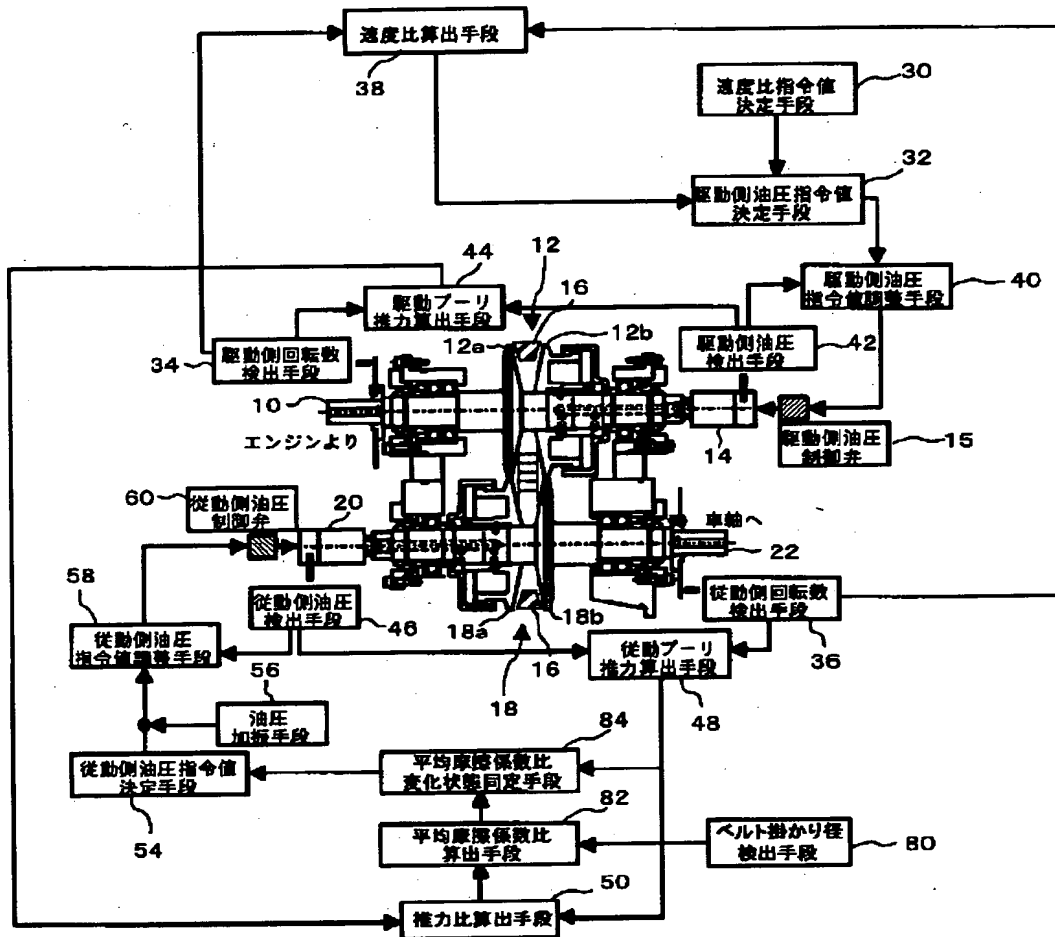 速度比算出手段
38
速度比指令値
決定手段
30
32
駆動側油圧指令値
決定手段
44
12
16
駆動プーリ
推力算出手段
12a
12b
駆動側油圧
指令値調整手段
40
34
駆動側回転数
検出手段
駆動側油圧
検出手段
42
10
エンジンより
14
駆動側油圧
制御弁
15
60
従動側油圧
制御弁
20
車軸へ
22
58
従動側油圧
検出手段
46
18a
16
18b
従動側回転数
検出手段
36
従動側油圧
指令値調整手段
18
従動プーリ
推力算出手段
48
56
油圧
加振手段
84
従動側油圧指令値
決定手段
54
平均摩擦係数比
変化状態同定手段
82
平均摩擦係数比
算出手段
ベルト掛かり径
検出手段
80
50
推力比算出手段